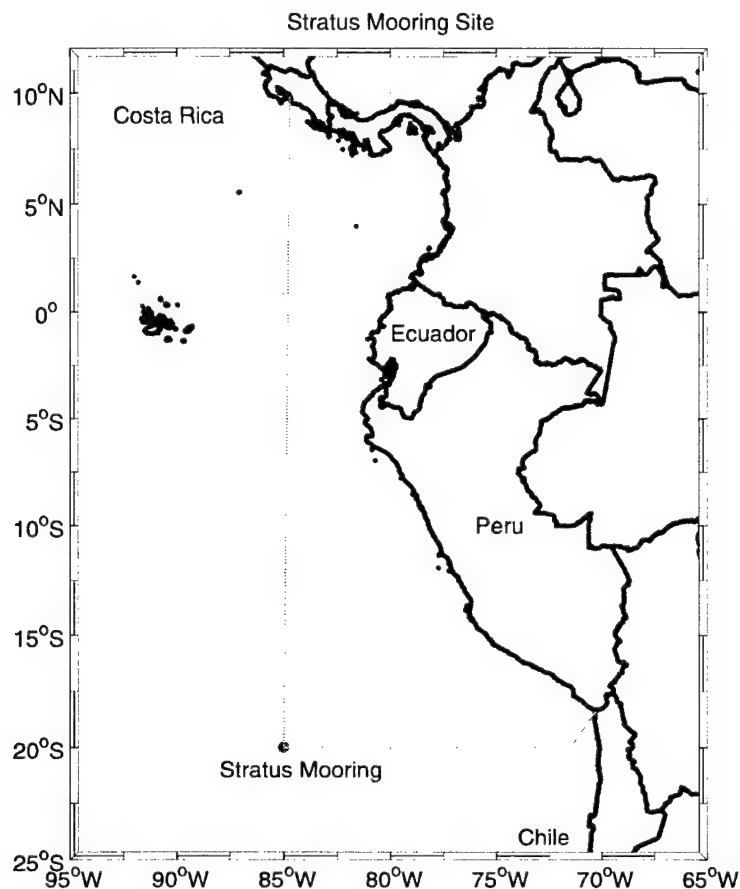 Stratus Mooring Site
10°N
Costa Rica
5°N
0°
Ecuador
5°S
10°S
Peru
15°S
20°S
Stratus Mooring
Chile
25°S
95°W 90°W 85°W 80°W 75°W 70°W 65°W